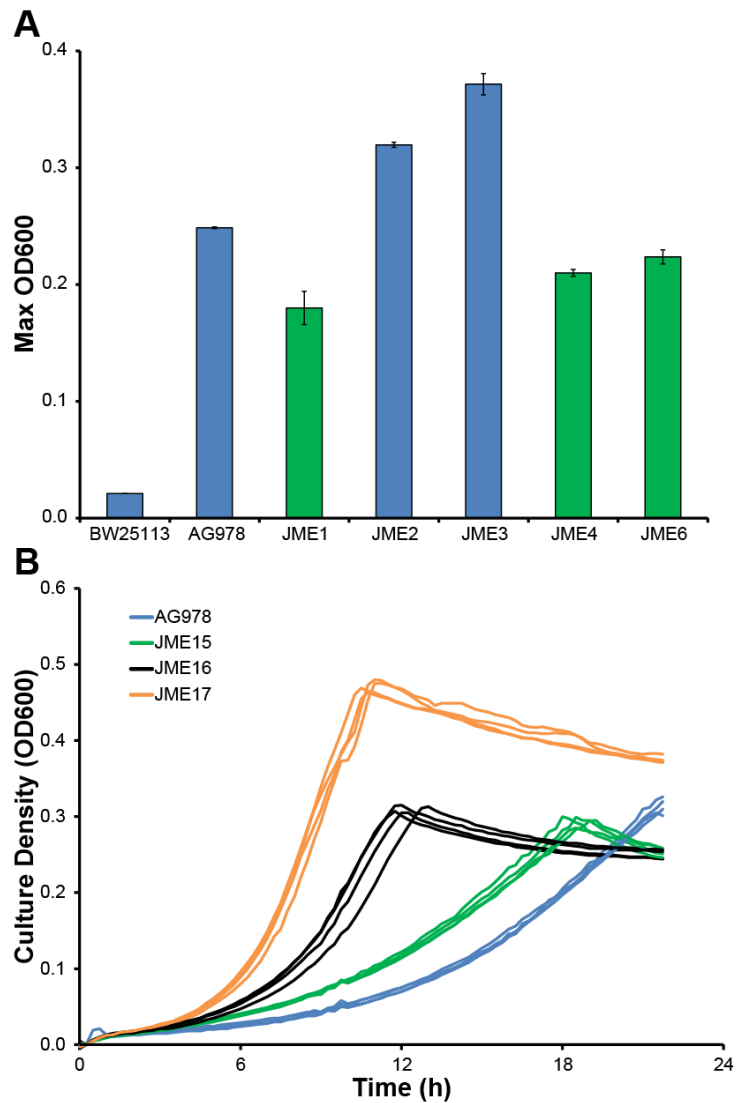 A
0.4
0.3
0.2
0.1
0.0
Max OD600
BW25113 AG978 JME1 JME2 JME3 JME4 JME6
B
0.6
0.5
0.4
0.3
0.2
0.1
0.0
Culture Density (OD600)
AG978
JME15
JME16
JME17
0 6 12 18 24
Time (h)